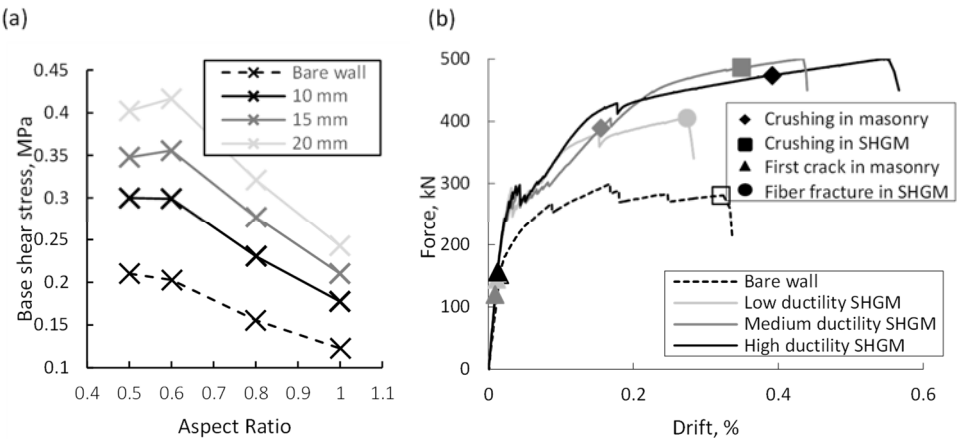 (a)
0.45
0.4
0.35
0.3
0.25
0.2
0.15
0.1
Base shear stress, MPa
0.4 0.5 0.6 0.7 0.8 0.9 1 1.1
Aspect Ratio
Bare wall
10 mm
15 mm
20 mm
(b)
500
400
300
200
100
0
Force, kN
0 0.2 0.4 0.6
Drift, %
Crushing in masonry
Crushing in SHGM
First crack in masonry
Fiber fracture in SHGM
Bare wall
Low ductility SHGM
Medium ductility SHGM
High ductility SHGM